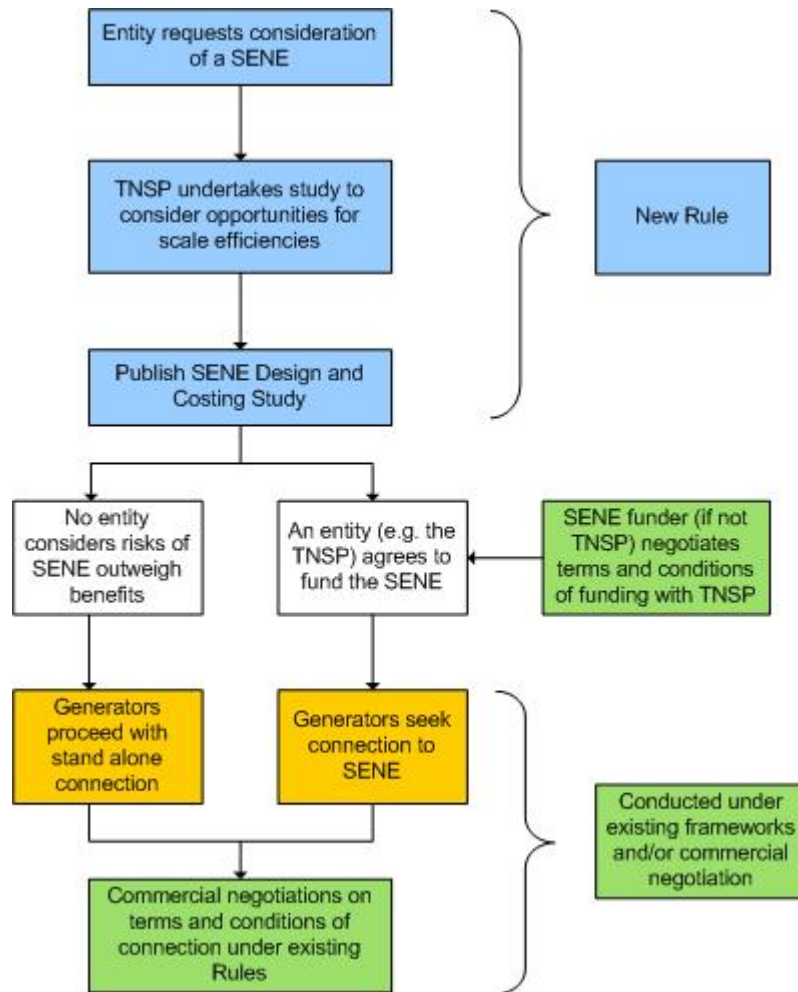 Entity requests consideration
of a SENE
TNSP undertakes study to
consider opportunities for
scale efficiencies
New Rule
Publish SENE Design and
Costing Study
No entity
considers risks of
SENE outweigh
benefits
An entity (e.g. the
TNSP) agrees to
fund the SENE
SENE funder (if not
TNSP) negotiates
terms and conditions
of funding with TNSP
Generators
proceed with
stand alone
connection
Generators seek
connection to
SENE
Conducted under
existing frameworks
and/or commercial
negotiation
Commercial negotiations on
terms and conditions of
connection under existing
Rules